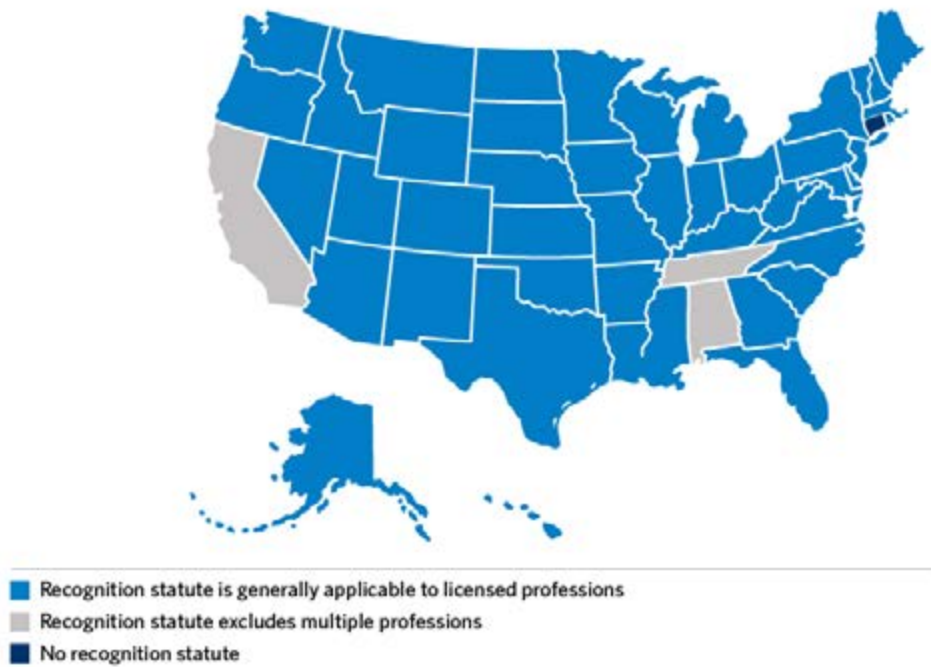 Recognition statute is generally applicable to licensed professions
Recognition statute excludes multiple professions
No recognition statute